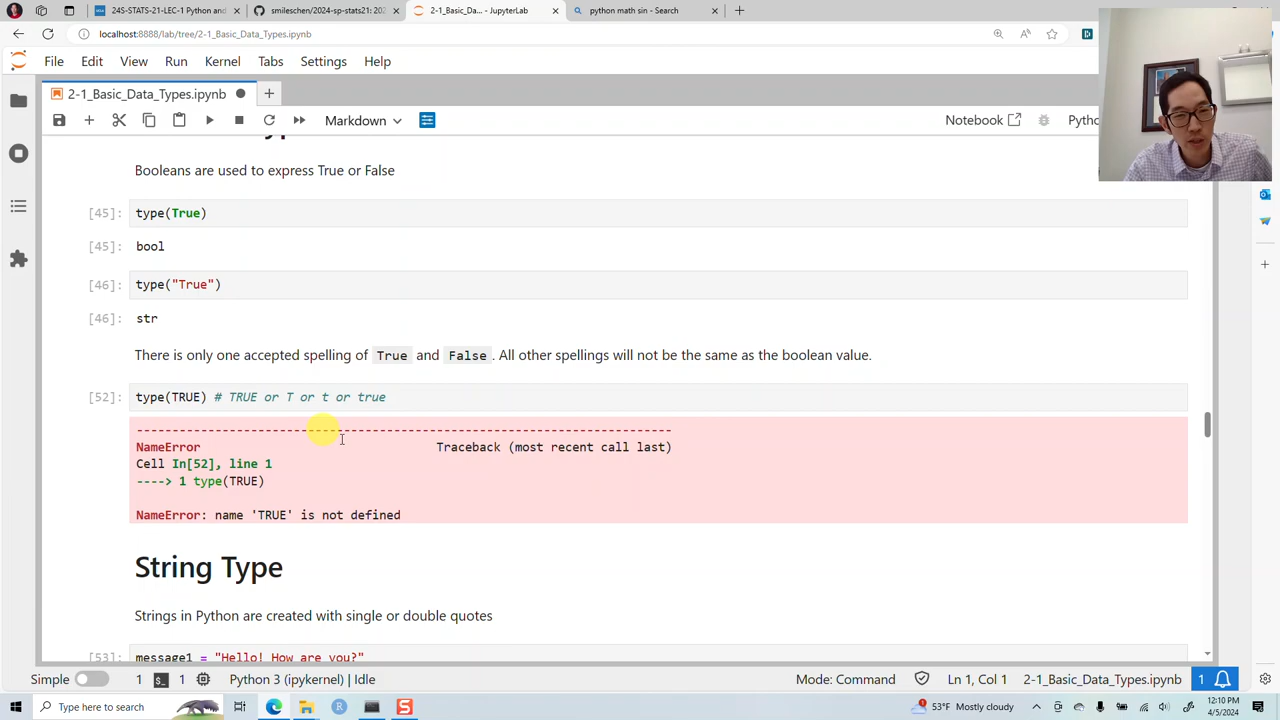 24S-STATS-21-LEC-1 Python and
smileschen/2024-sp-stats21: 202
2-1_Basic_Da... - JupyterLab
python math sin - Search
localhost:8888/lab/tree/2-1_Basic_Data_Types.ipynb
File Edit View Run Kernel Tabs Settings Help
2-1_Basic_Data_Types.ipynb
Markdown
Notebook
Pytho
Booleans are used to express True or False
[45]: type(True)
[45]: bool
[46]: type("True")
[46]: str
There is only one accepted spelling of True and False. All other spellings will not be the same as the boolean value.
[52]: type(TRUE) # TRUE or T or t or true
---------------------------------------------------------------------------
NameError Traceback (most recent call last)
Cell In[52], line 1
----> 1 type(TRUE)
NameError: name 'TRUE' is not defined
String Type
Strings in Python are created with single or double quotes
[53]: message1 = "Hello! How are you?"
Simple 1 $_ 1 Python 3 (ipykernel) | Idle Mode: Command Ln 1, Col 1 2-1_Basic_Data_Types.ipynb 1
Type here to search
53°F Mostly cloudy
12:10 PM
4/5/2024